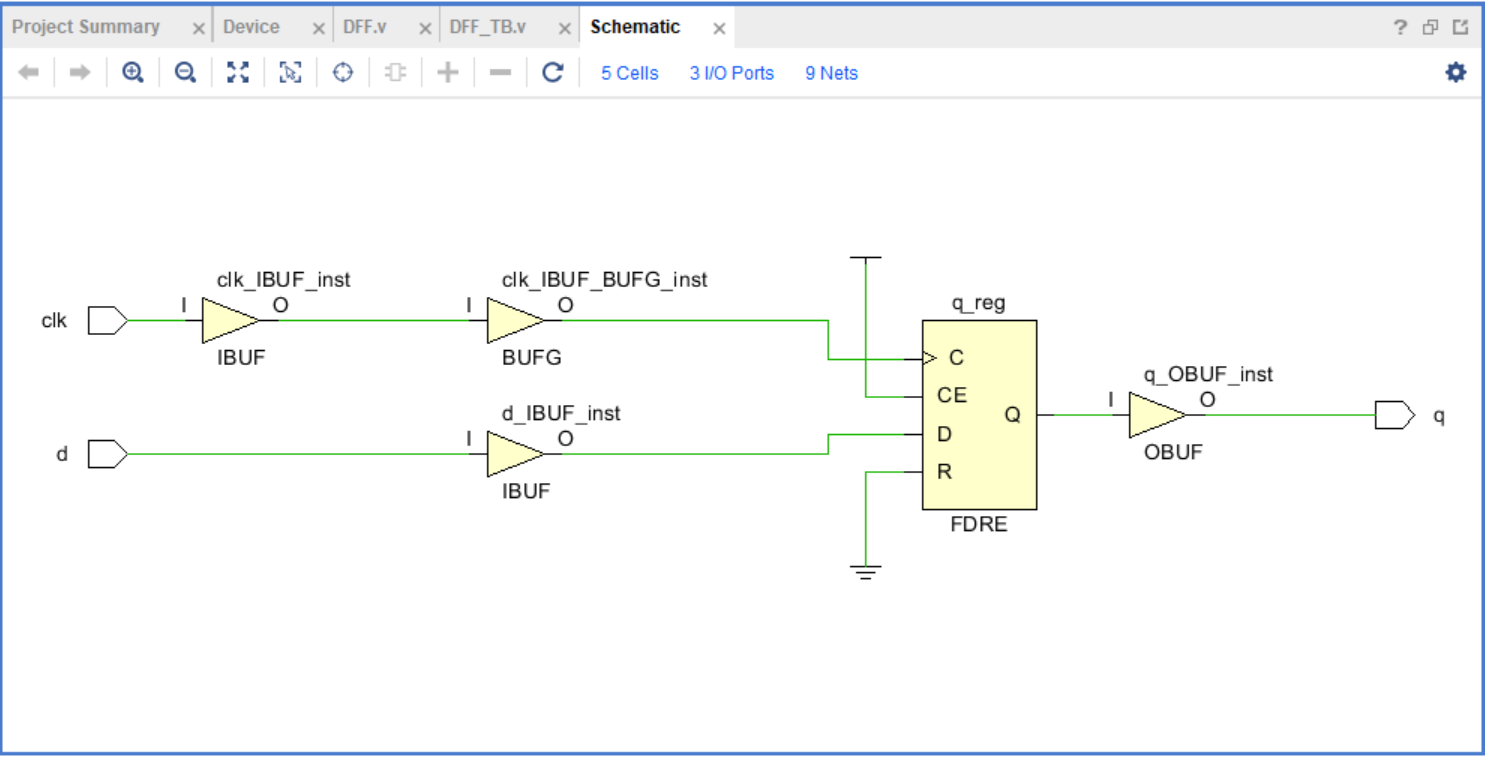 Project Summary × Device × DFF.v × DFF_TB.v × Schematic × ?
5 Cells 3 I/O Ports 9 Nets
clk_IBUF_inst clk_IBUF_BUFG_inst
I O I O q_reg
clk
IBUF BUFG
C
q_OBUF_inst
CE
I O
d_IBUF_inst
Q q
I O D
d OBUF
R
IBUF
FDRE